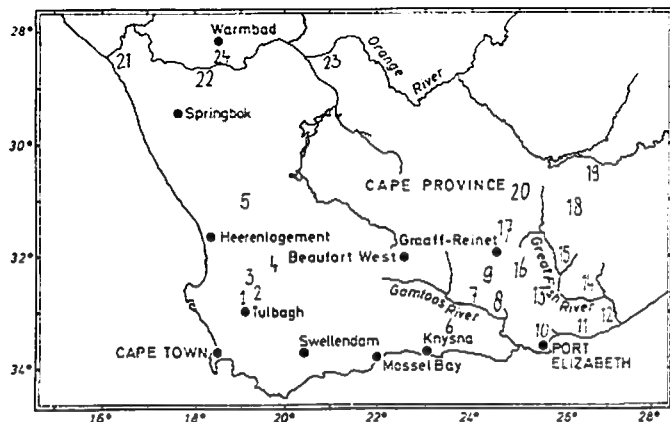 28°
30°
32°
34°
Warmbad
24
21
22
23
Orange
River
Springbok
19
CAPE PROVINCE
20
18
5
17
Heerenlogement
Graaff-Reinet
4
Beaufort West
16
15
Great Fish River
3
9
14
1 2
7
8
13
12
Tulbagh
Gamtoos River
6
11
10
CAPE TOWN
Swellendam
Knysna
Mossel Bay
PORT
ELIZABETH
16°
18°
20°
22°
24°
26°
28°